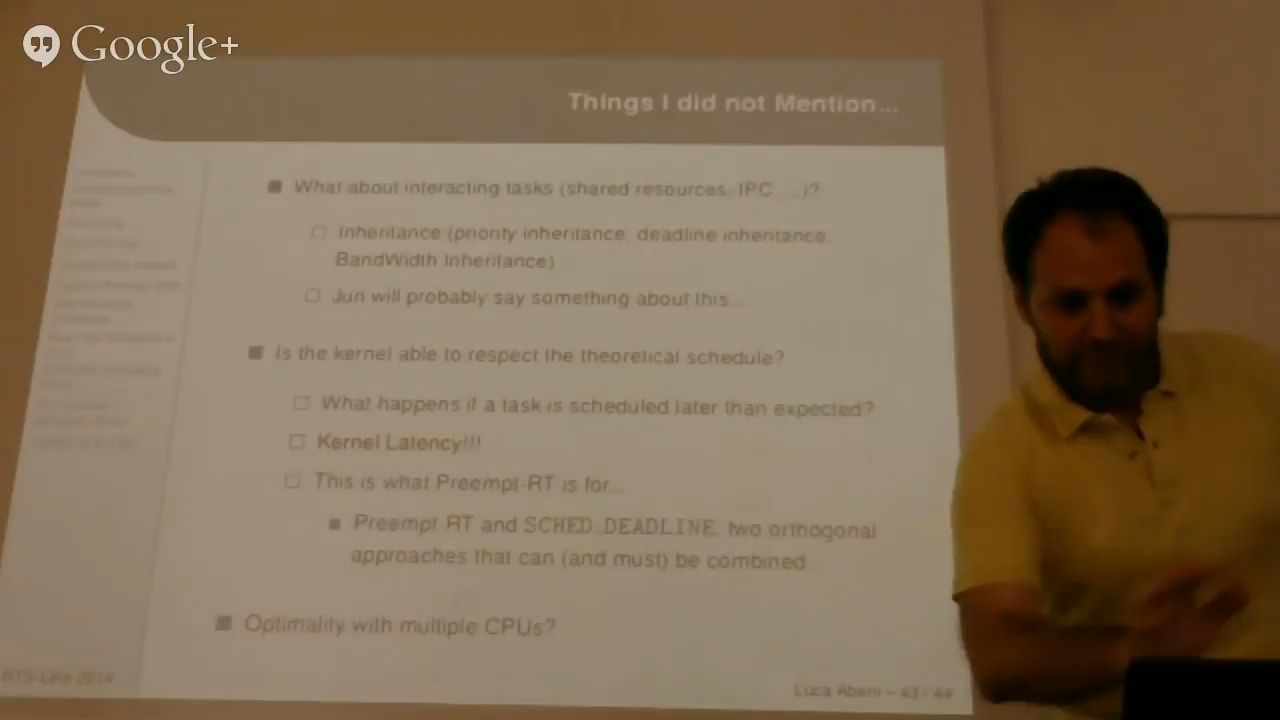 Google+
Things I did not Mention...
What about interacting tasks (shared resources, IPC, ...)?
Inheritance (priority inheritance, deadline inheritance,
BandWidth Inheritance)
Jun will probably say something about this...
Is the kernel able to respect the theoretical schedule?
What happens if a task is scheduled later than expected?
Kernel Latency!!!
This is what Preempt-RT is for...
Preempt-RT and SCHED_DEADLINE, two orthogonal
approaches that can (and must) be combined
Optimality with multiple CPUs?
2014
Luca Abeni – 43 / 44